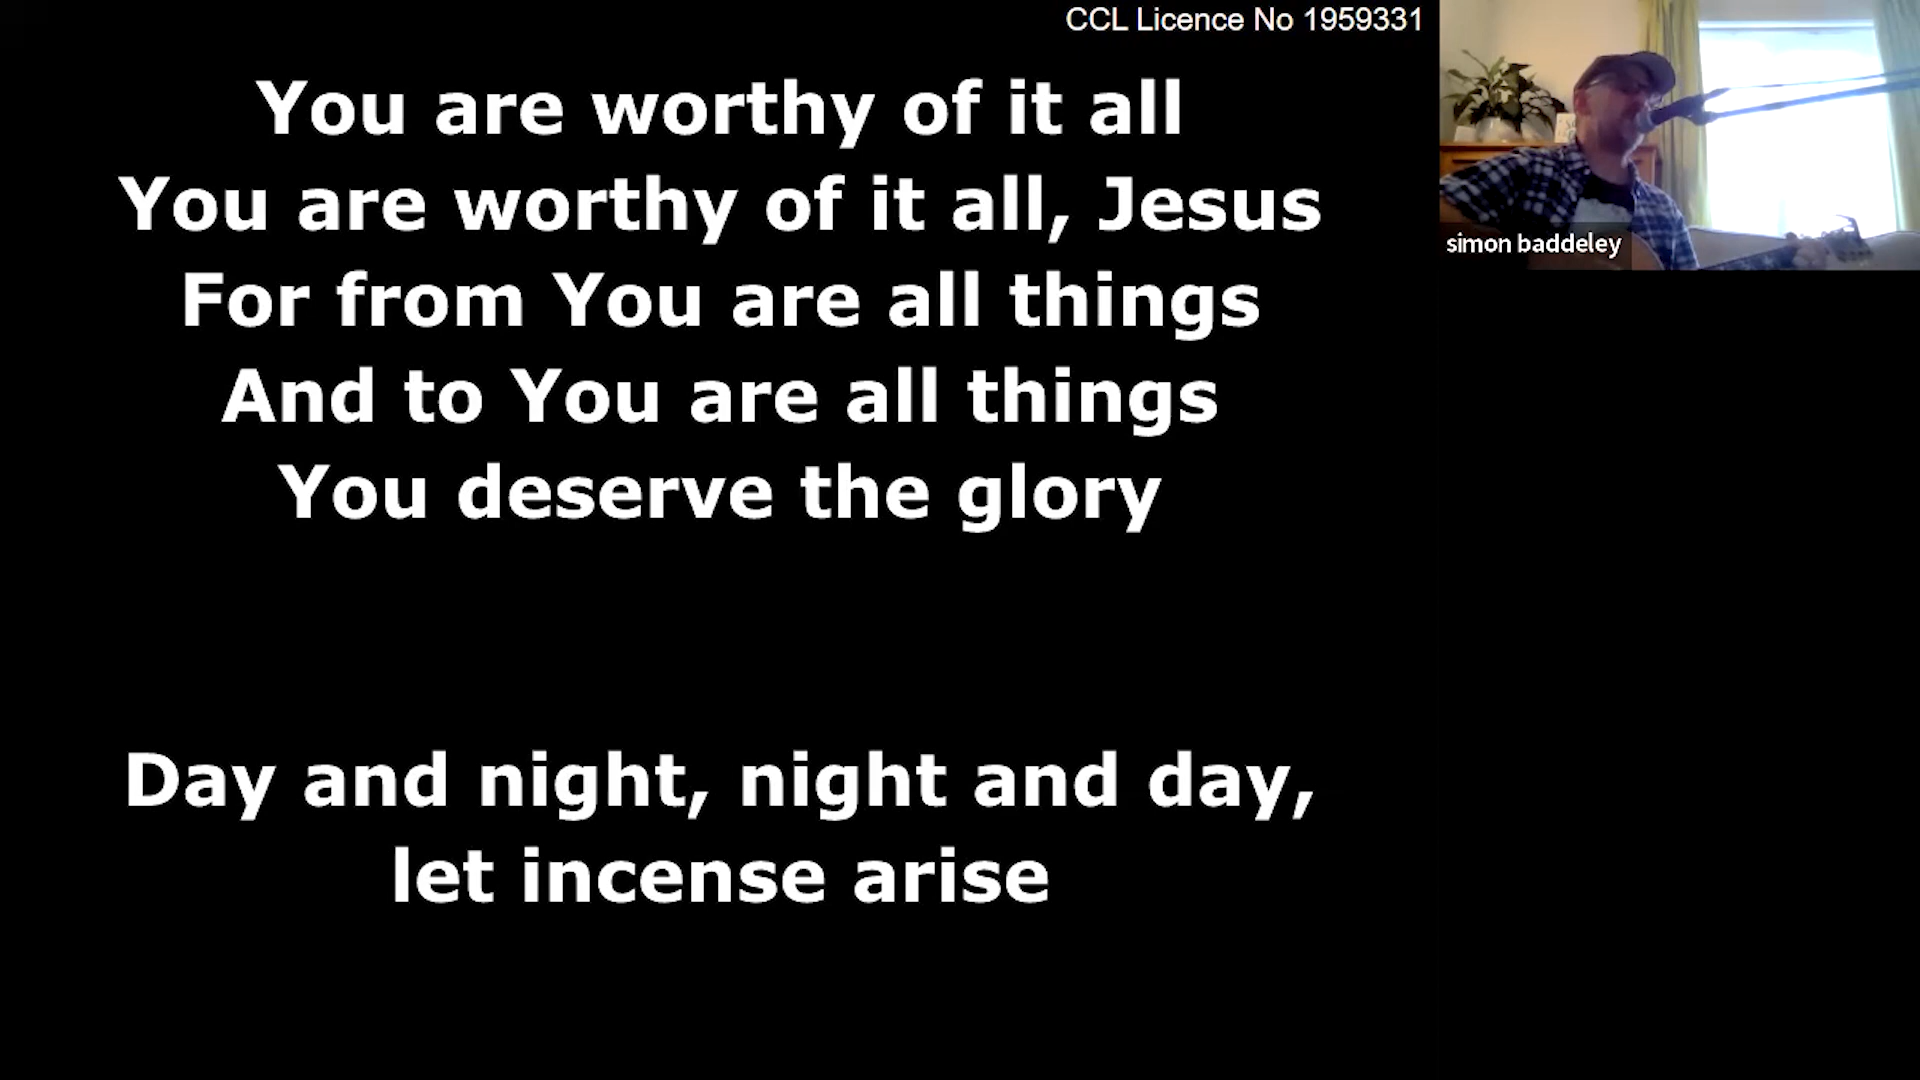 CCL Licence No 1959331
You are worthy of it all
You are worthy of it all, Jesus
For from You are all things
And to You are all things
You deserve the glory
Day and night, night and day,
let incense arise
simon baddeley